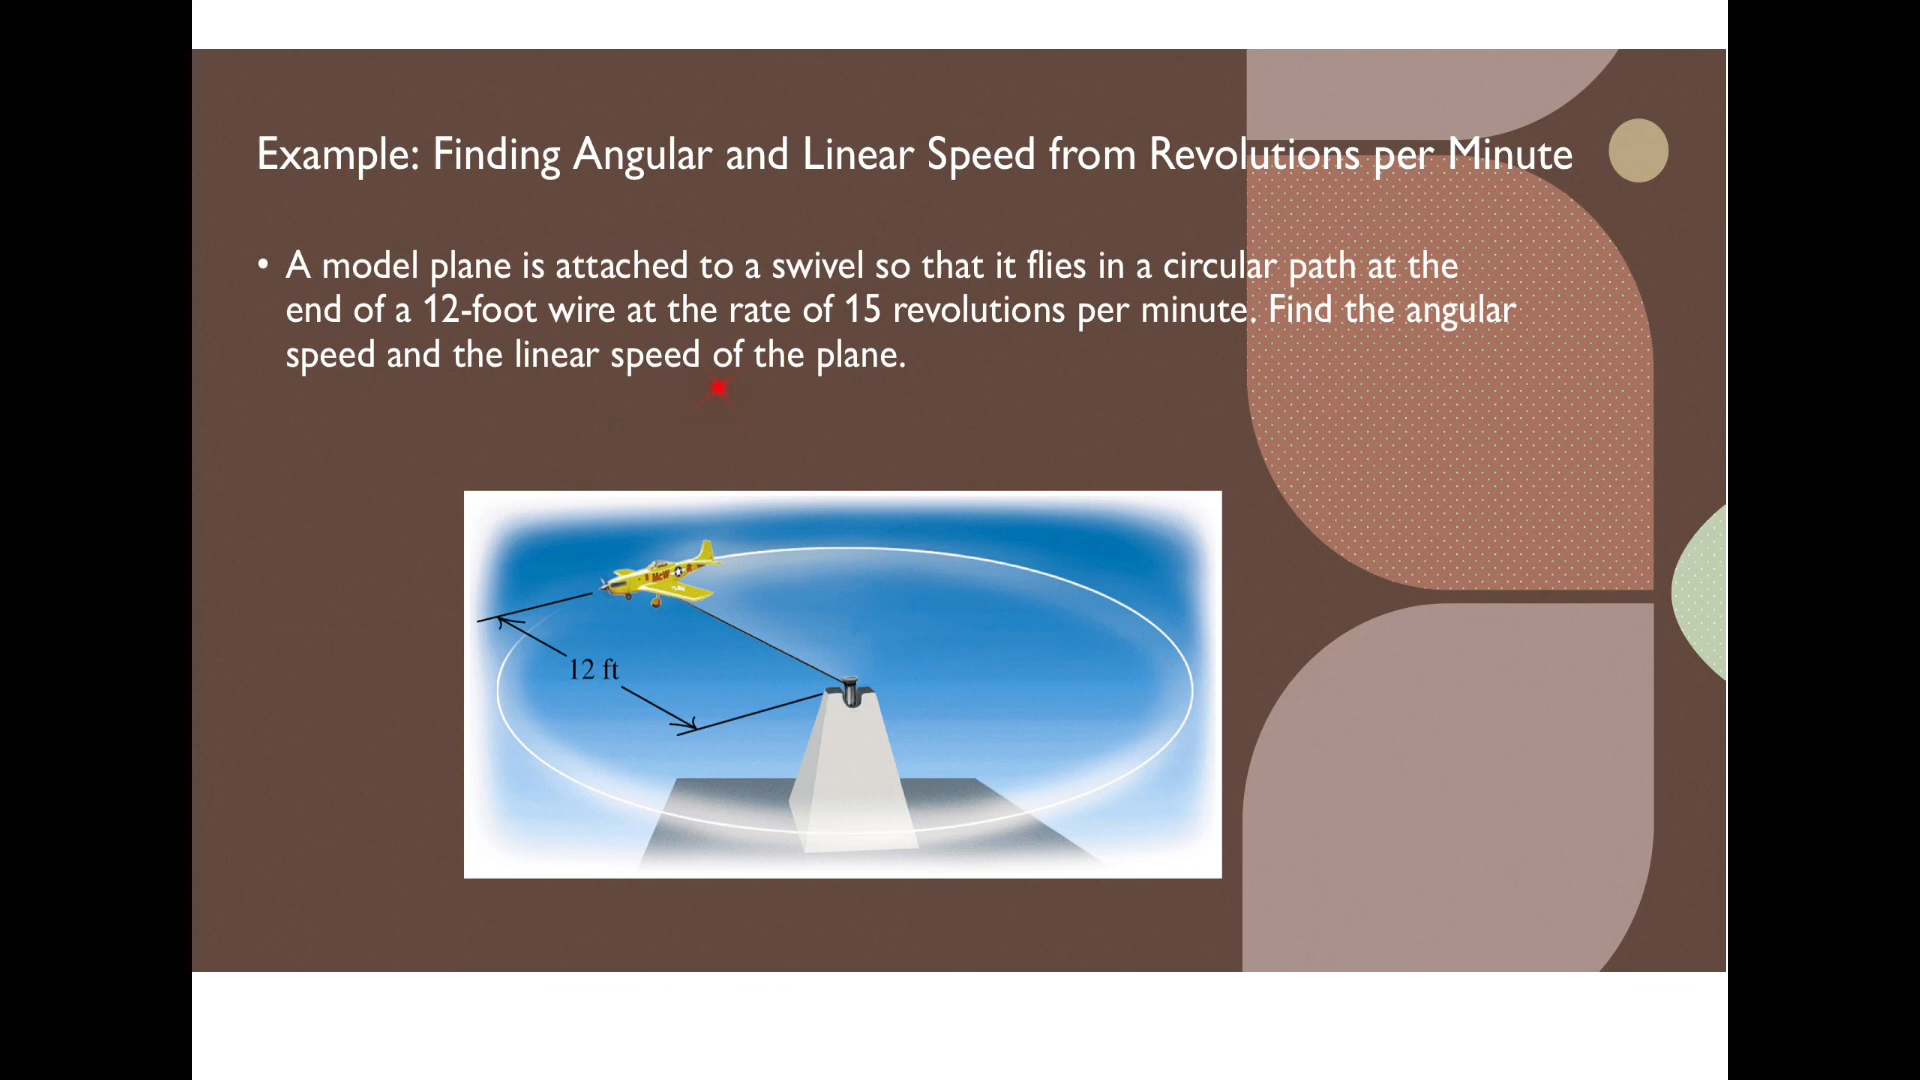 Example: Finding Angular and Linear Speed from Revolutions per Minute
• A model plane is attached to a swivel so that it flies in a circular path at the
end of a 12-foot wire at the rate of 15 revolutions per minute. Find the angular
speed and the linear speed of the plane.
McW R
12 ft